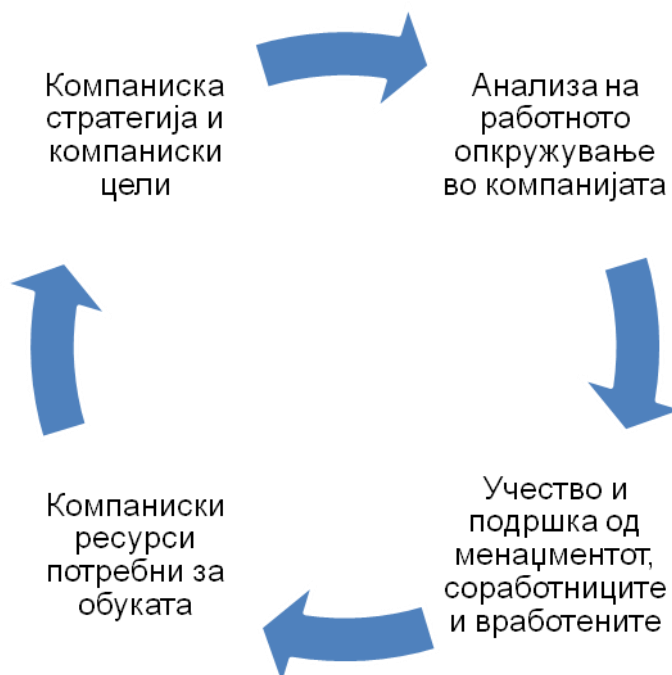 Компаниска
стратегија и
компаниски
цели
Анализа на
работното
опкружување
во компанијата
Учество и
подршка од
менаџментот,
соработниците
и вработените
Компаниски
ресурси
потребни за
обуката